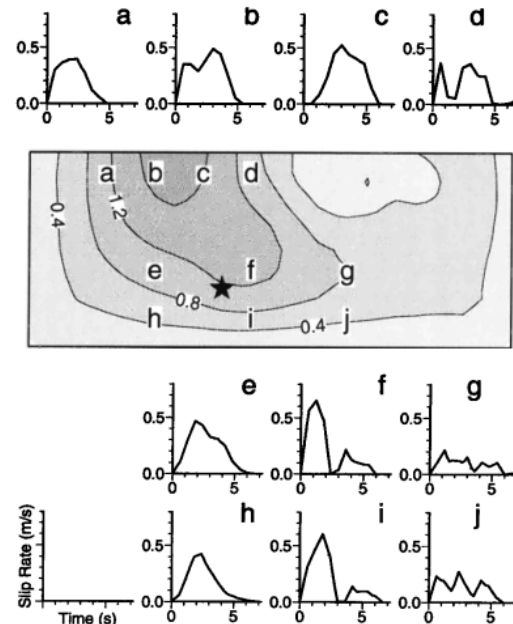 a b c d
0.5 0.5 0.5 0.5
0.0 0.0 0.0 0.0
0 5 0 5 0 5 0 5
a b c d
0.4 1.2
e f g
0.8
h i j
0.4
e f g
0.5 0.5 0.5
0.0 0.0 0.0
0 5 0 5 0 5
h i j
0.5 0.5 0.5
0.0 0.0 0.0
0 5 0 5 0 5
Slip Rate (m/s)
Time (s)